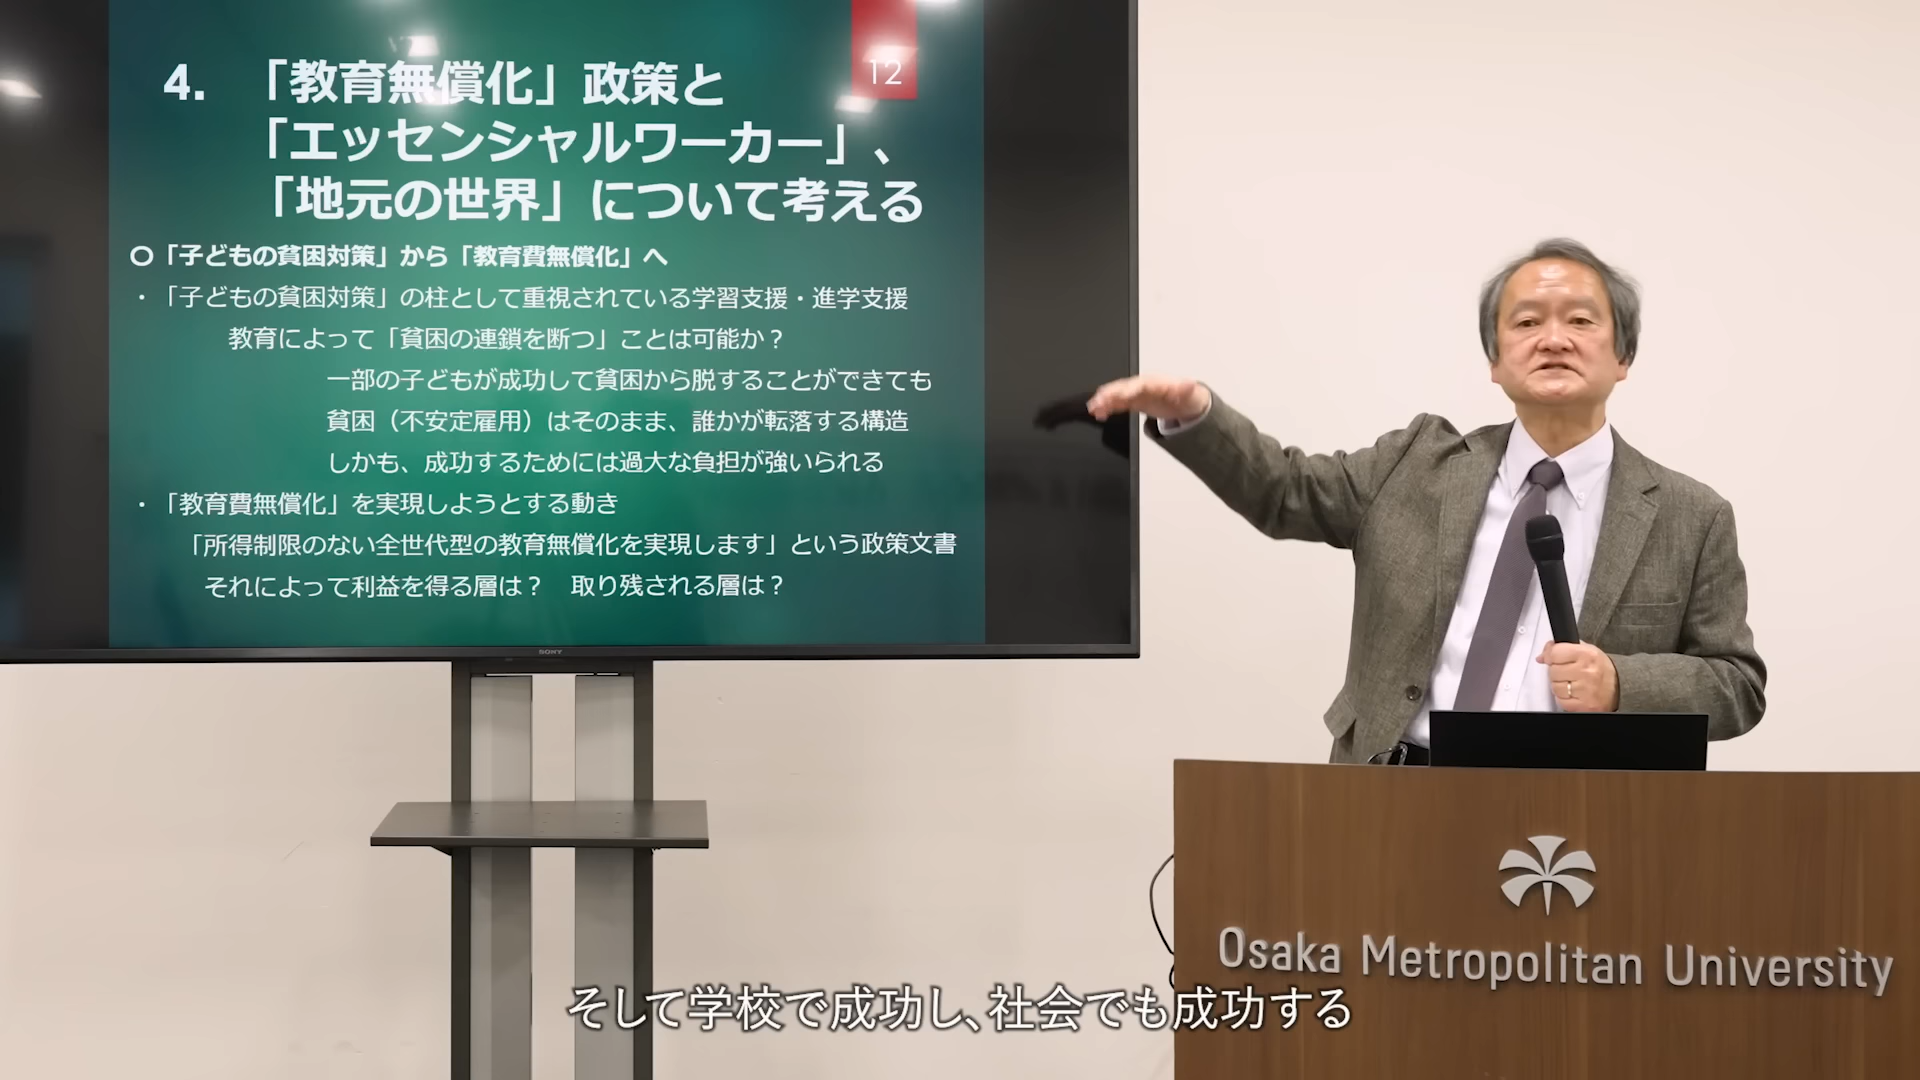 12
4. 「教育無償化」政策と
「エッセンシャルワーカー」、
「地元の世界」について考える
〇「子どもの貧困対策」から「教育費無償化」へ
・「子どもの貧困対策」の柱として重視されている学習支援・進学支援
教育によって「貧困の連鎖を断つ」ことは可能か？
一部の子どもが成功して貧困から脱することができても
貧困（不安定雇用）はそのまま、誰かが転落する構造
しかも、成功するためには過大な負担が強いられる
・「教育費無償化」を実現しようとする動き
「所得制限のない全世代型の教育無償化を実現します」という政策文書
それによって利益を得る層は？ 取り残される層は？
SONY
Osaka Metropolitan University
そして学校で成功し、社会でも成功する